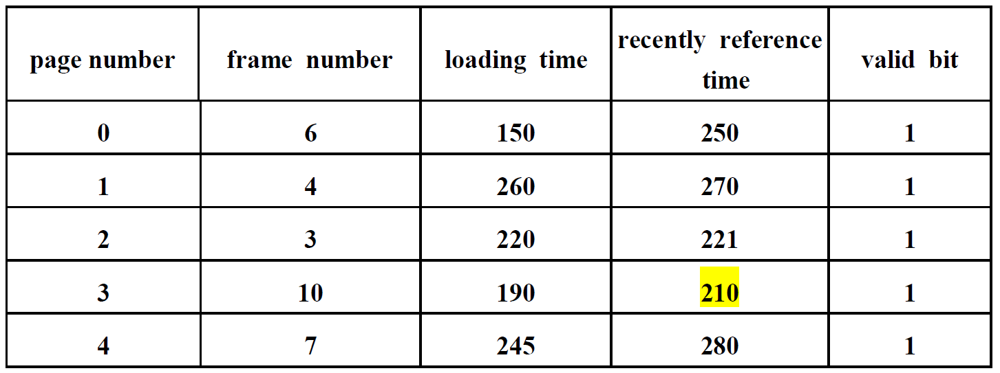 page number frame number loading time recently reference time valid bit
0 6 150 250 1
1 4 260 270 1
2 3 220 221 1
3 10 190 210 1
4 7 245 280 1